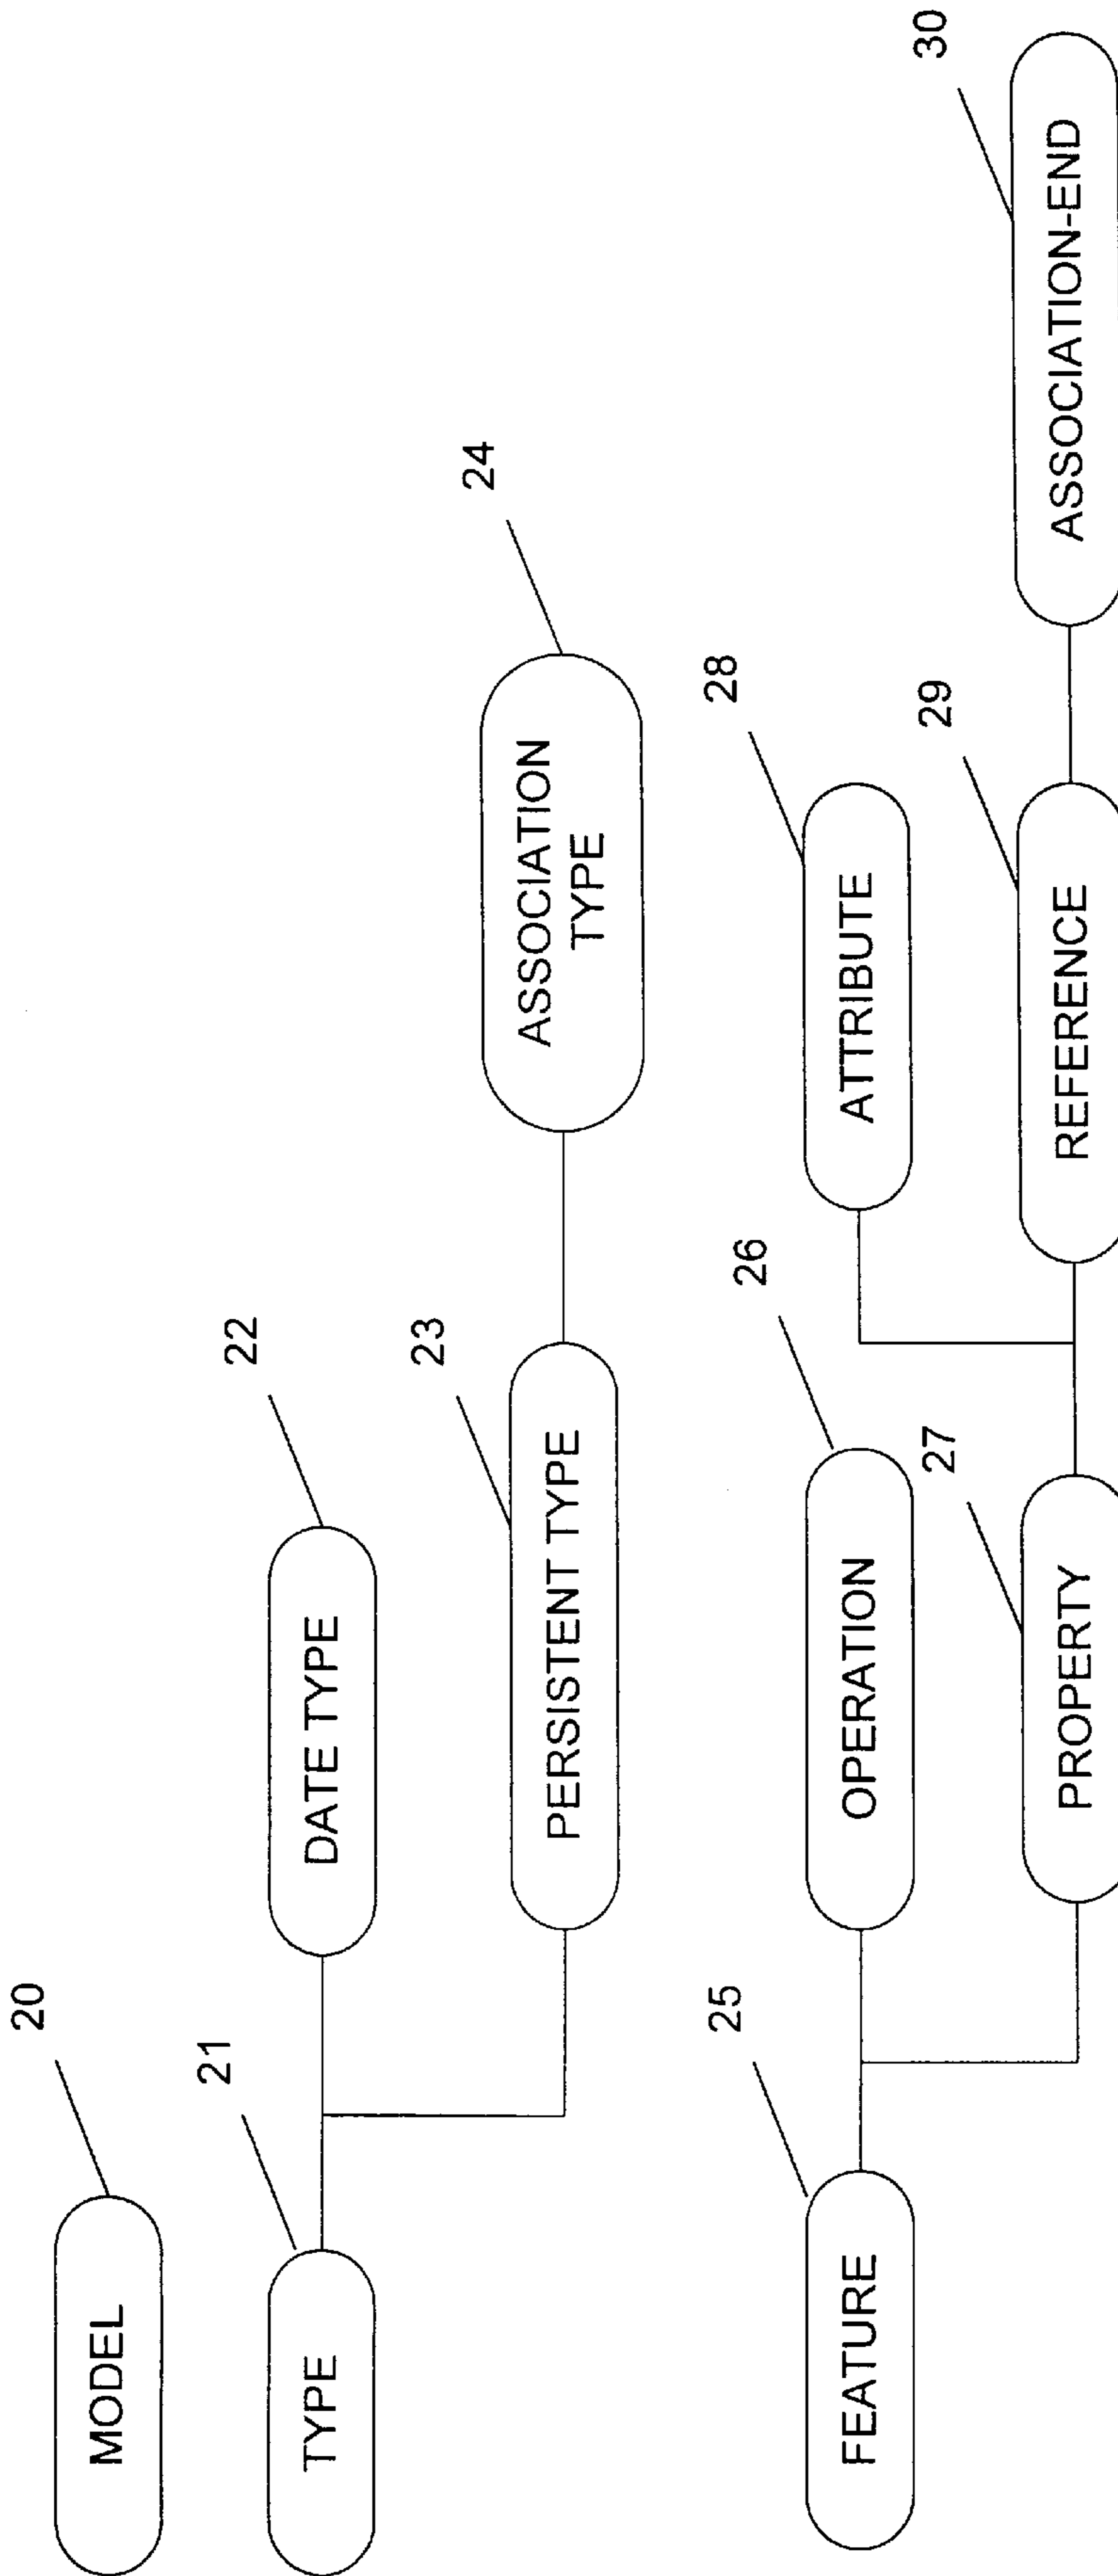 20
MODEL
21
TYPE
22
DATE TYPE
23
PERSISTENT TYPE
24
ASSOCIATION
TYPE
25
FEATURE
26
OPERATION
27
PROPERTY
28
ATTRIBUTE
29
REFERENCE
30
ASSOCIATION-END